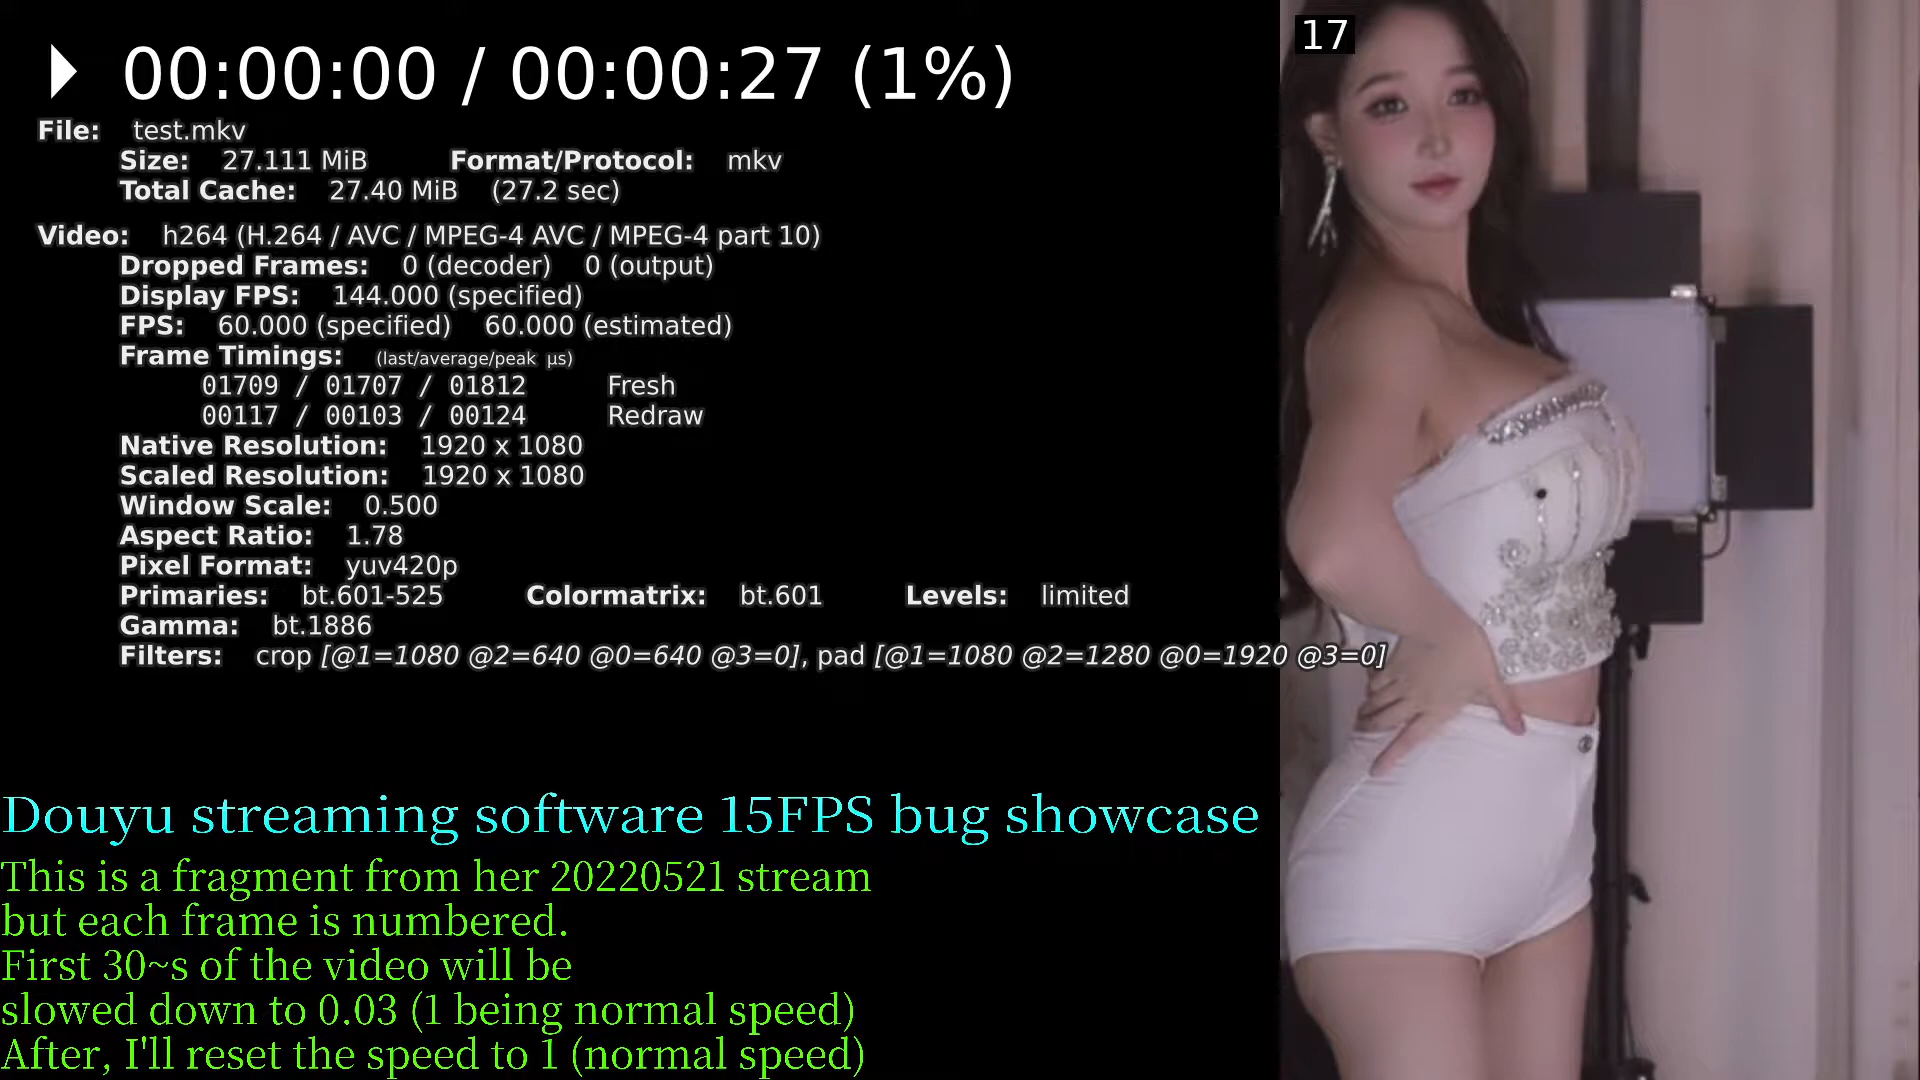 00:00:00 / 00:00:27 (1%)
17
File: test.mkv
Size: 27.111 MiB Format/Protocol: mkv
Total Cache: 27.40 MiB (27.2 sec)
Video: h264 (H.264 / AVC / MPEG-4 AVC / MPEG-4 part 10)
Dropped Frames: 0 (decoder) 0 (output)
Display FPS: 144.000 (specified)
FPS: 60.000 (specified) 60.000 (estimated)
Frame Timings: (last/average/peak μs)
01709 / 01707 / 01812 Fresh
00117 / 00103 / 00124 Redraw
Native Resolution: 1920 x 1080
Scaled Resolution: 1920 x 1080
Window Scale: 0.500
Aspect Ratio: 1.78
Pixel Format: yuv420p
Primaries: bt.601-525 Colormatrix: bt.601 Levels: limited
Gamma: bt.1886
Filters: crop [@1=1080 @2=640 @0=640 @3=0], pad [@1=1080 @2=1280 @0=1920 @3=0]
Douyu streaming software 15FPS bug showcase
This is a fragment from her 20220521 stream
but each frame is numbered.
First 30~s of the video will be
slowed down to 0.03 (1 being normal speed)
After, I'll reset the speed to 1 (normal speed)